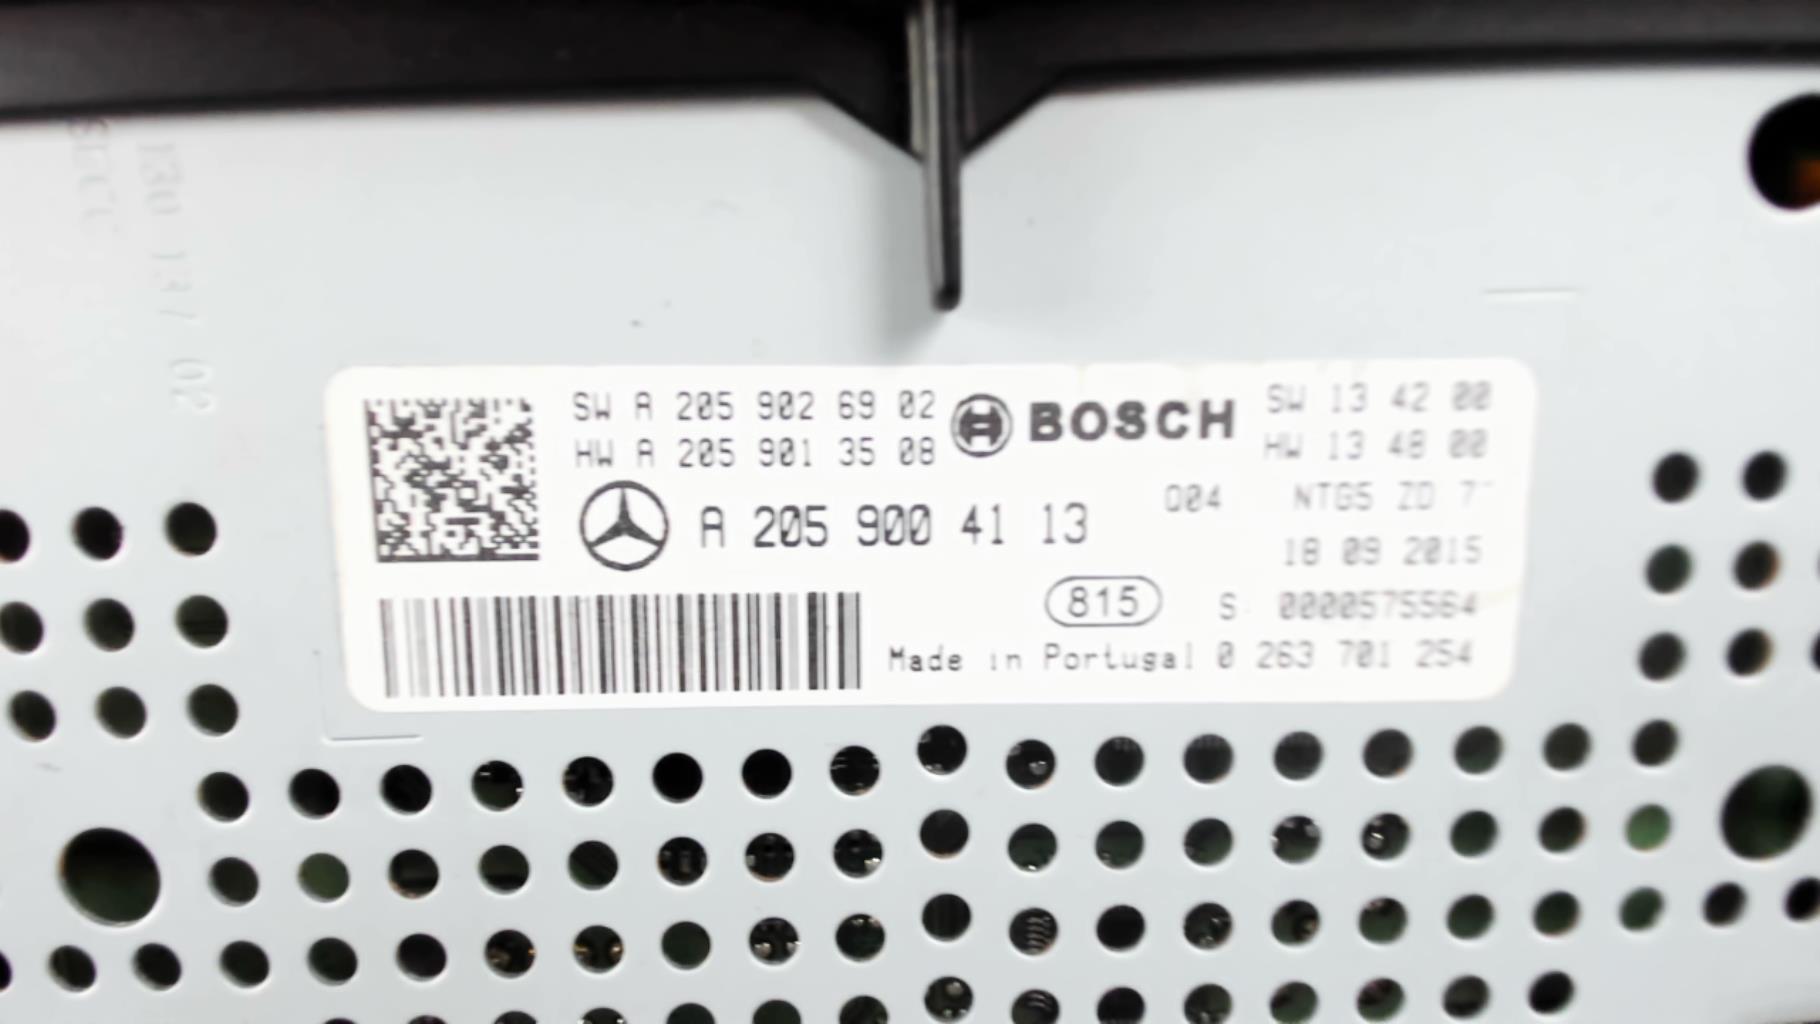 SW A 205 902 69 02
HW A 205 901 35 08
BOSCH
SW 13 42 00
HW 13 48 00
A 205 900 41 13
Q04 NTG5 ZD 7"
18 09 2015
815
S: 0000575564
Made in Portugal 0 263 701 254